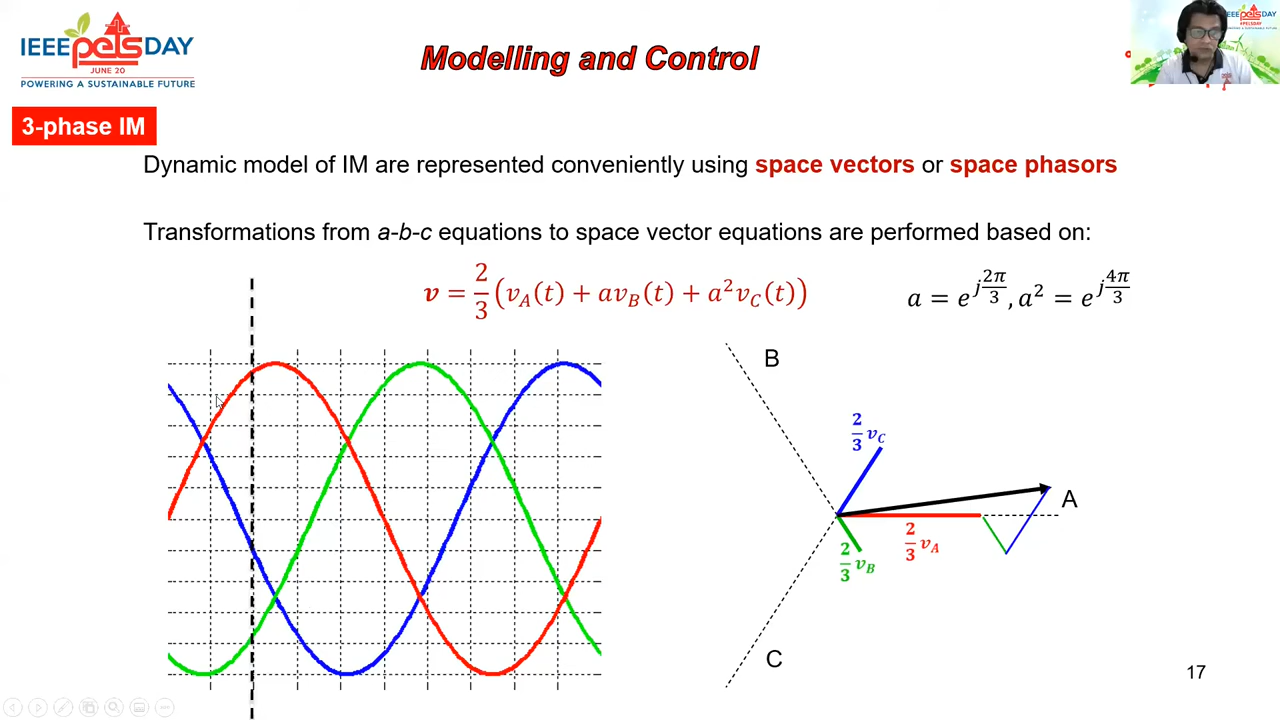 IEEE pels DAY
JUNE 20
POWERING A SUSTAINABLE FUTURE
Modelling and Control
3-phase IM
Dynamic model of IM are represented conveniently using space vectors or space phasors
Transformations from a-b-c equations to space vector equations are performed based on:
v = 2/3 (v_A(t) + av_B(t) + a²v_C(t))
a = e^{j2π/3}, a² = e^{j4π/3}
B
2/3 v_C
A
2/3 v_A
2/3 v_B
C
17